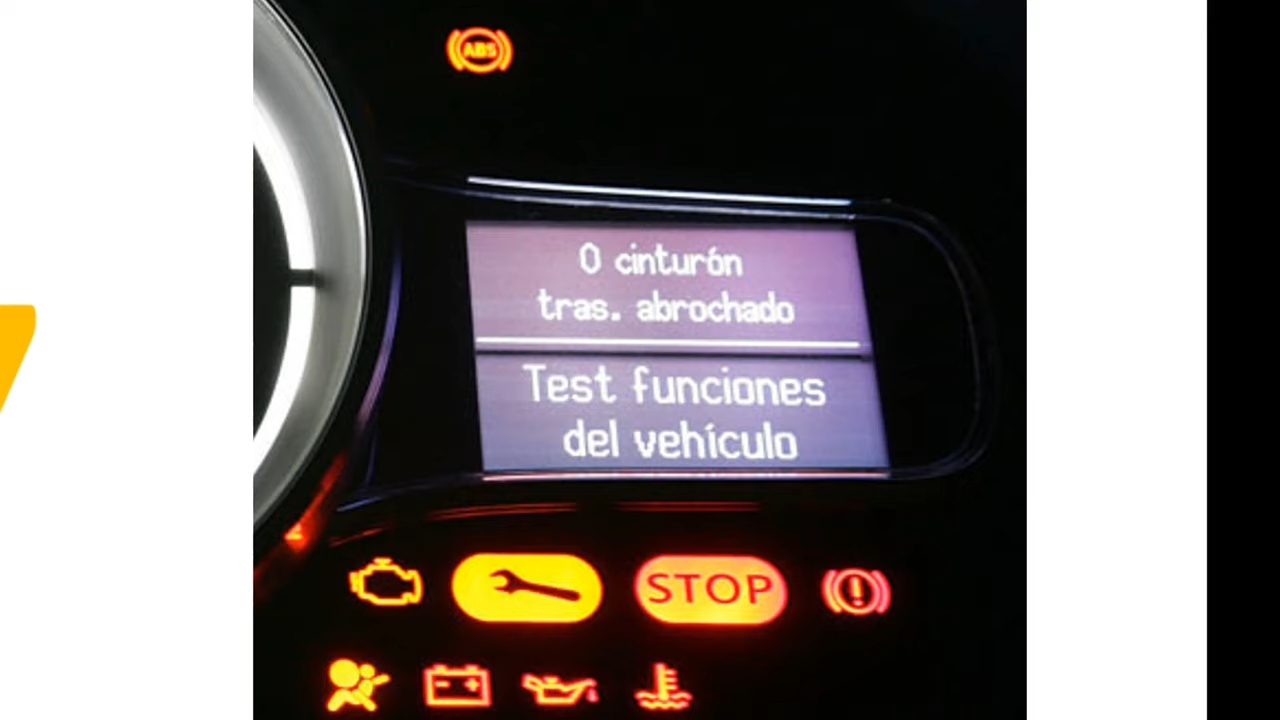 ABS
0 cinturón
tras. abrochado
Test funciones
del vehículo
STOP